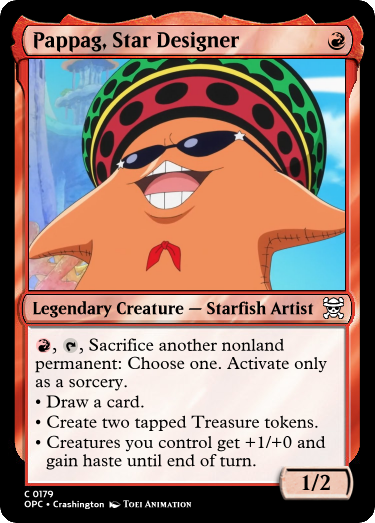 Pappag, Star Designer
Legendary Creature — Starfish Artist
, , Sacrifice another nonland
permanent: Choose one. Activate only
as a sorcery.
• Draw a card.
• Create two tapped Treasure tokens.
• Creatures you control get +1/+0 and
gain haste until end of turn.
1/2
C 0179
OPC • Crashington Toei Animation